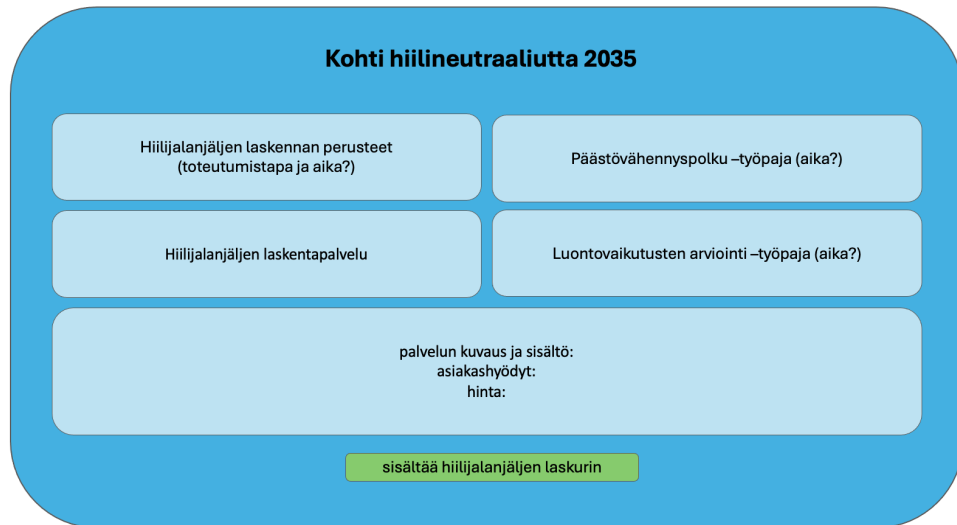 Kohti hiilineutraaliutta 2035
Hiilijalanjäljen laskennan perusteet
(toteutumistapa ja aika?)
Päästövähennyspolku –työpaja (aika?)
Hiilijalanjäljen laskentapalvelu
Luontovaikutusten arviointi –työpaja (aika?)
palvelun kuvaus ja sisältö:
asiakashyödyt:
hinta:
sisältää hiilijalanjäljen laskurin